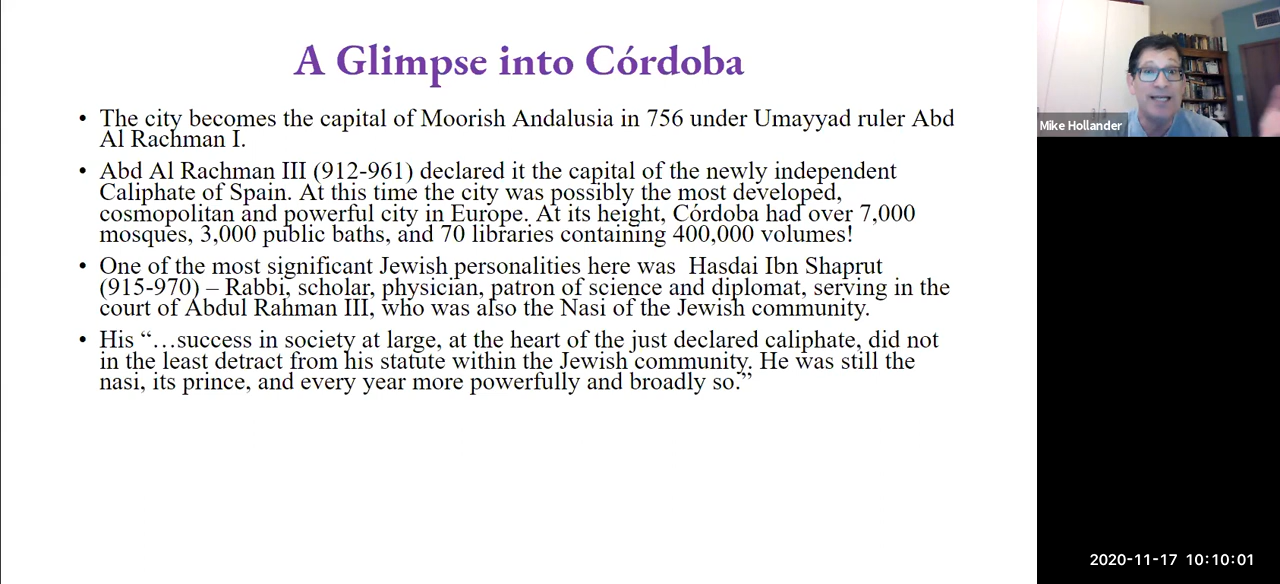 A Glimpse into Córdoba
• The city becomes the capital of Moorish Andalusia in 756 under Umayyad ruler Abd
Al Rachman I.
• Abd Al Rachman III (912-961) declared it the capital of the newly independent
Caliphate of Spain. At this time the city was possibly the most developed,
cosmopolitan and powerful city in Europe. At its height, Córdoba had over 7,000
mosques, 3,000 public baths, and 70 libraries containing 400,000 volumes!
• One of the most significant Jewish personalities here was Hasdai Ibn Shaprut
(915-970) – Rabbi, scholar, physician, patron of science and diplomat, serving in the
court of Abdul Rahman III, who was also the Nasi of the Jewish community.
• His “…success in society at large, at the heart of the just declared caliphate, did not
in the least detract from his statute within the Jewish community. He was still the
nasi, its prince, and every year more powerfully and broadly so.”
Mike Hollander
2020-11-17 10:10:01